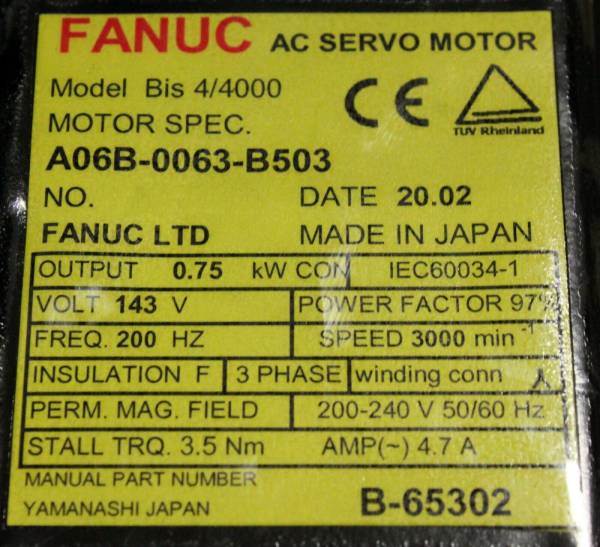 FANUC AC SERVO MOTOR
Model Bis 4/4000
CE
TUV Rheinland
MOTOR SPEC.
A06B-0063-B503
NO. DATE 20.02
FANUC LTD MADE IN JAPAN
OUTPUT 0.75 kW CON IEC60034-1
VOLT 143 V POWER FACTOR 97%
FREQ. 200 HZ SPEED 3000 min -1
INSULATION F 3 PHASE winding conn
PERM. MAG. FIELD 200-240 V 50/60 Hz
STALL TRQ. 3.5 Nm AMP(~) 4.7 A
MANUAL PART NUMBER
YAMANASHI JAPAN B-65302